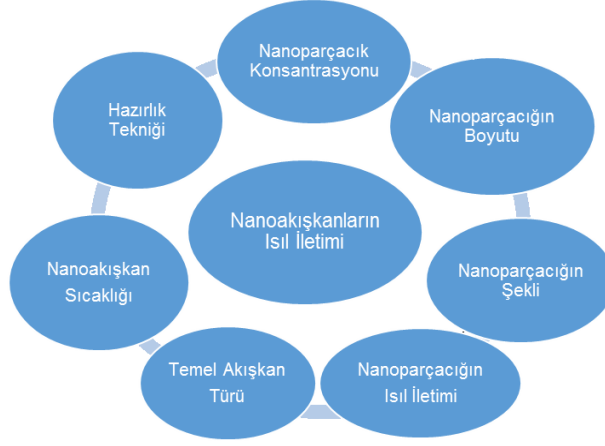 Nanoparçacık
Konsantrasyonu
Nanoparçacığın
Boyutu
Nanoparçacığın
Şekli
Nanoparçacığın
Isıl İletimi
Temel Akışkan
Türü
Nanoakışkan
Sıcaklığı
Hazırlık
Tekniği
Nanoakışkanların
Isıl İletimi